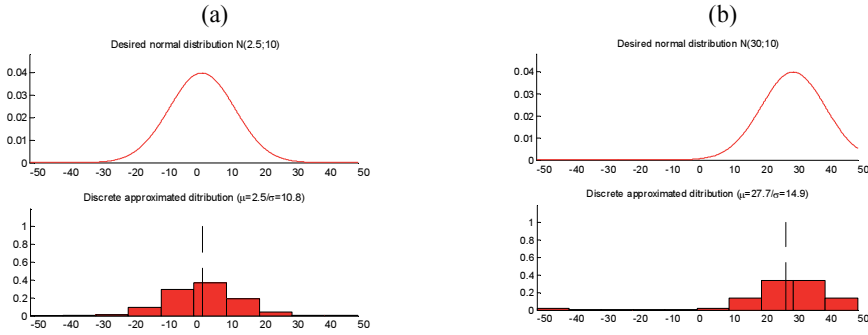 (a)
Desired normal distribution N(2.5;10)
0.04
0.03
0.02
0.01
0
-50 -40 -30 -20 -10 0 10 20 30 40 50
Discrete approximated ditribution (μ=2.5/σ=10.8)
1
0.8
0.6
0.4
0.2
0
-50 -40 -30 -20 -10 0 10 20 30 40 50
(b)
Desired normal distribution N(30;10)
0.04
0.03
0.02
0.01
0
-50 -40 -30 -20 -10 0 10 20 30 40 50
Discrete approximated ditribution (μ=27.7/σ=14.9)
1
0.8
0.6
0.4
0.2
0
-50 -40 -30 -20 -10 0 10 20 30 40 50